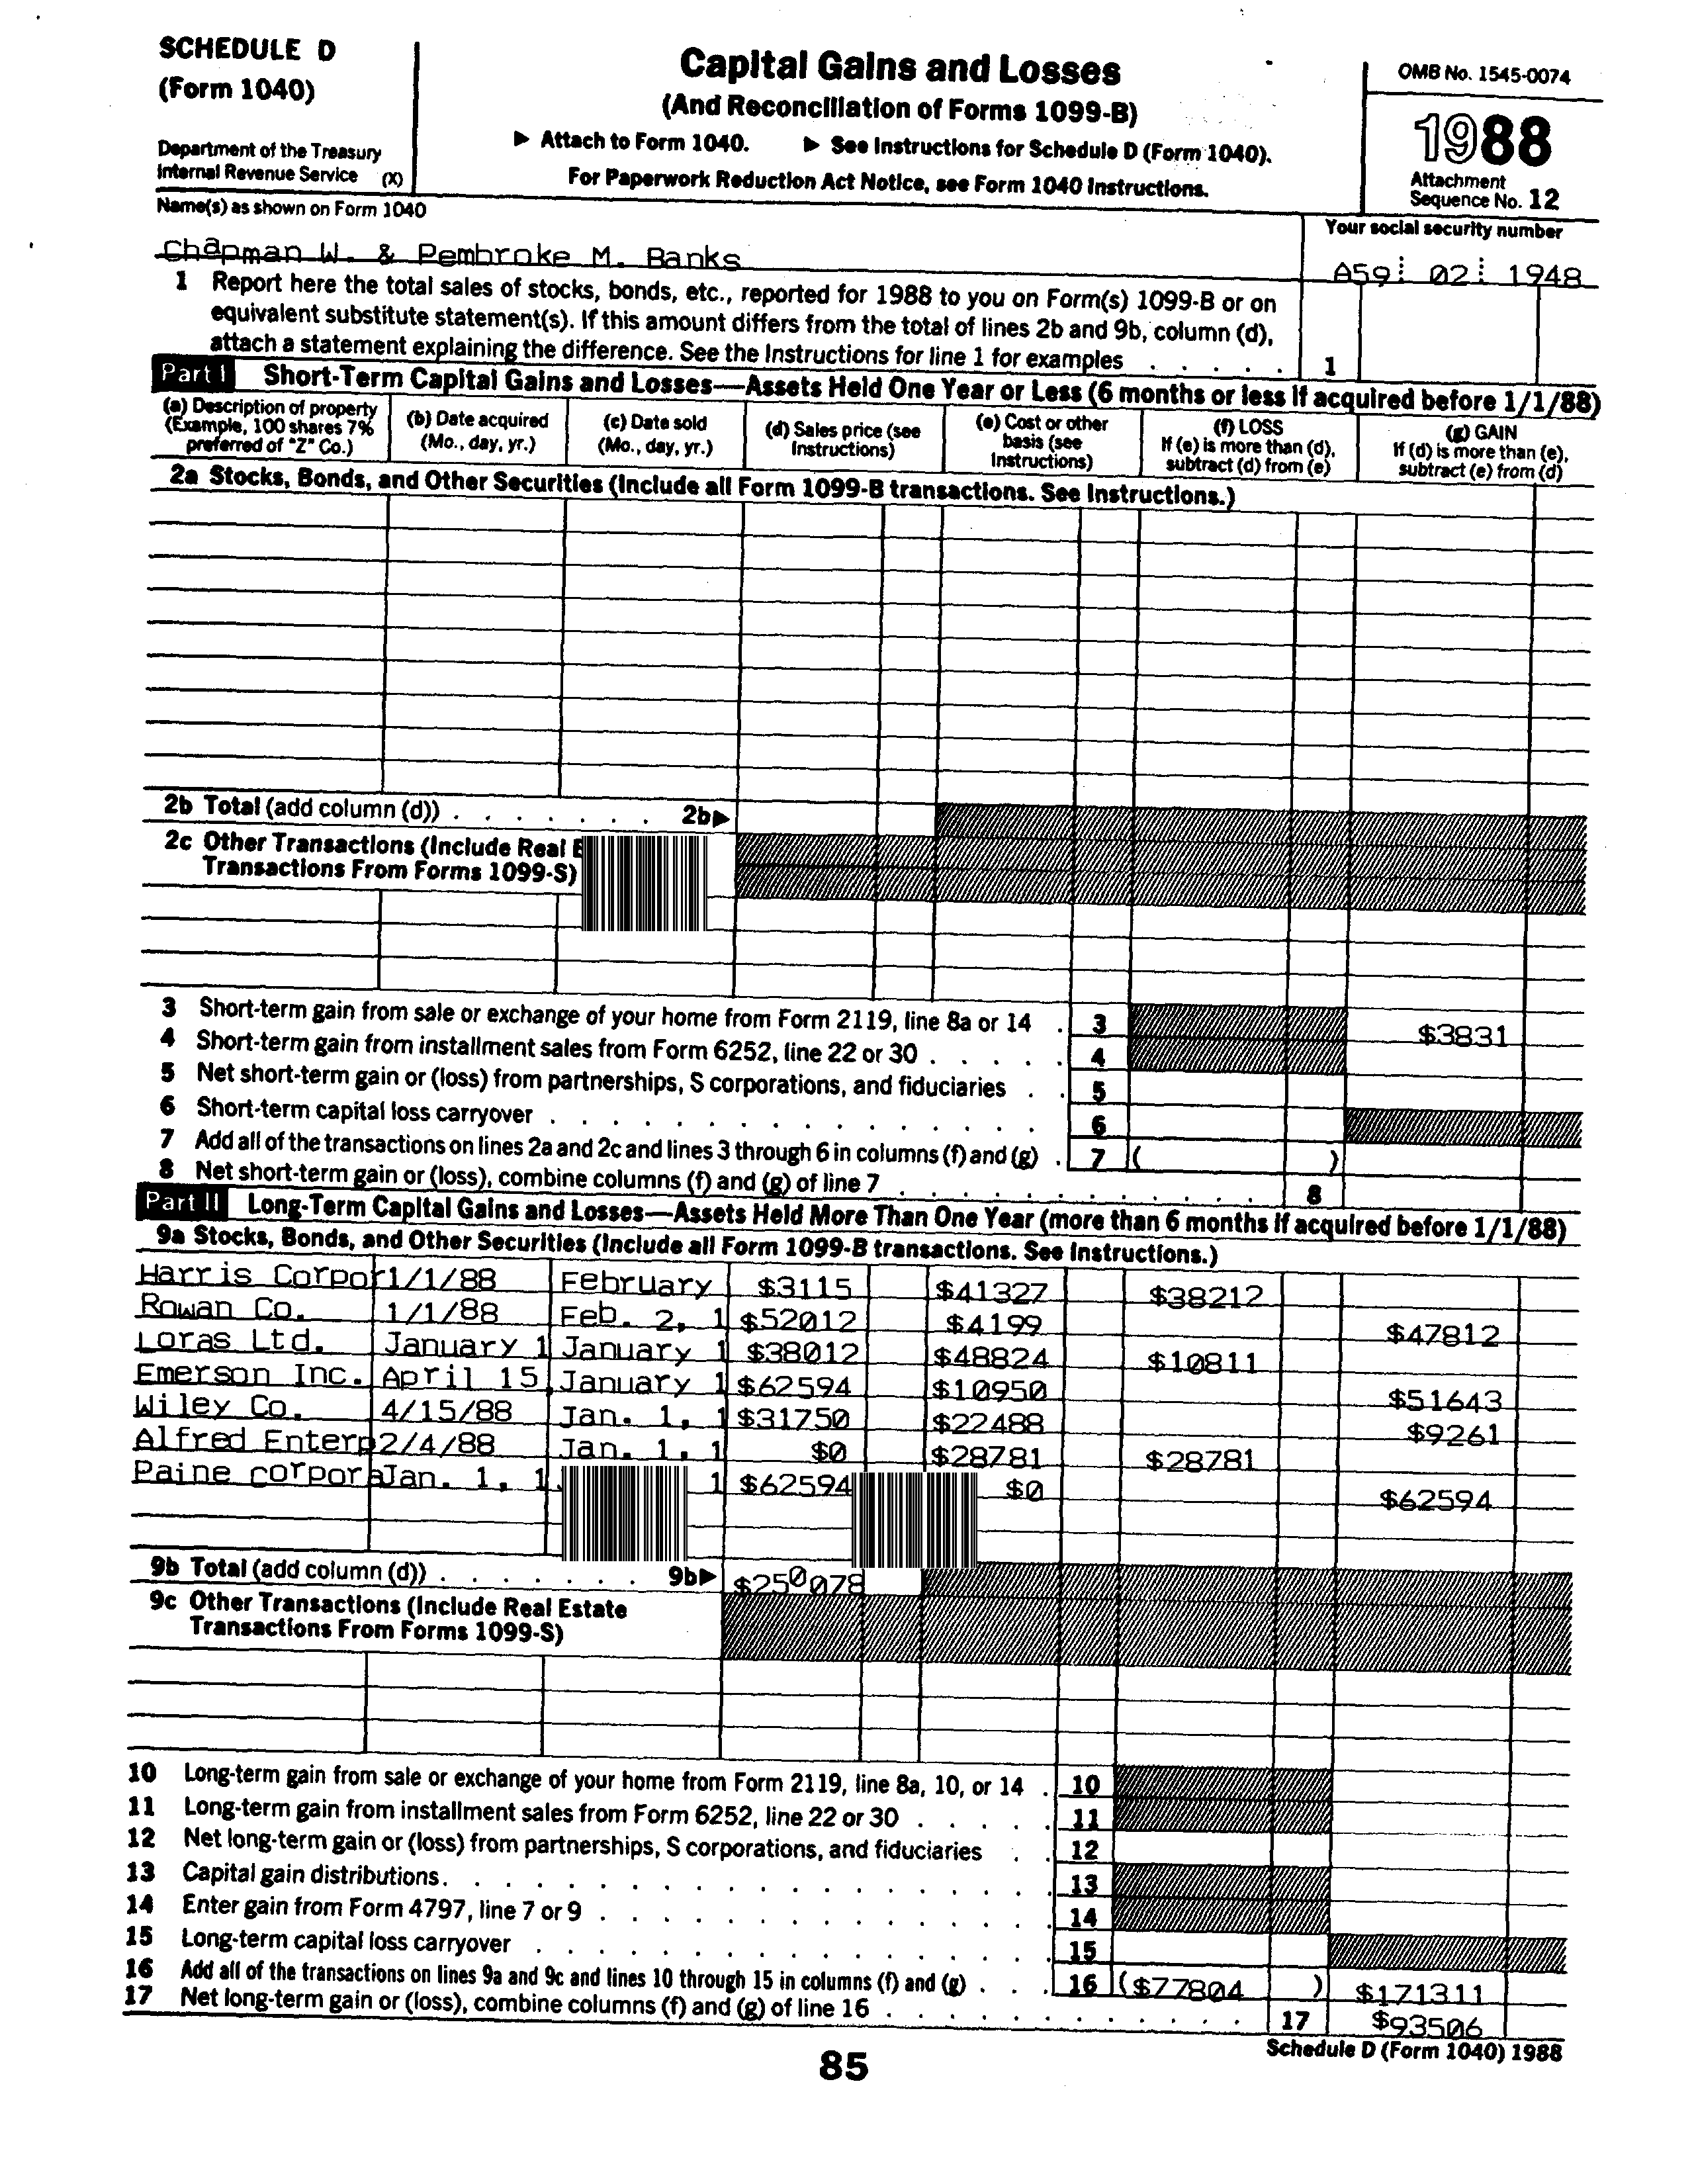 SCHEDULE D
(Form 1040)
Department of the Treasury
Internal Revenue Service (X)
Capital Gains and Losses
(And Reconciliation of Forms 1099-B)
▶ Attach to Form 1040. ▶ See Instructions for Schedule D (Form 1040).
For Paperwork Reduction Act Notice, see Form 1040 Instructions.
OMB No. 1545-0074
1988
Attachment
Sequence No. 12
Name(s) as shown on Form 1040
Your social security number
Chapman W. & Pembroke M. Banks
A59 02 1948
1 Report here the total sales of stocks, bonds, etc., reported for 1988 to you on Form(s) 1099-B or on
equivalent substitute statement(s). If this amount differs from the total of lines 2b and 9b, column (d),
attach a statement explaining the difference. See the Instructions for line 1 for examples . . . . . 1
Part I Short-Term Capital Gains and Losses—Assets Held One Year or Less (6 months or less if acquired before 1/1/88)
(a) Description of property
(Example, 100 shares 7%
preferred of "Z" Co.)
(b) Date acquired
(Mo., day, yr.)
(c) Date sold
(Mo., day, yr.)
(d) Sales price (see
Instructions)
(e) Cost or other
basis (see
Instructions)
(f) LOSS
If (e) is more than (d),
subtract (d) from (e)
(g) GAIN
If (d) is more than (e),
subtract (e) from (d)
2a Stocks, Bonds, and Other Securities (Include all Form 1099-B transactions. See Instructions.)
2b Total (add column (d)) . . . . . . . 2b▶
2c Other Transactions (Include Real
Transactions From Forms 1099-S)
3 Short-term gain from sale or exchange of your home from Form 2119, line 8a or 14 . 3 $3831
4 Short-term gain from installment sales from Form 6252, line 22 or 30 . . . . . 4
5 Net short-term gain or (loss) from partnerships, S corporations, and fiduciaries . . 5
6 Short-term capital loss carryover . . . . . . . . . . . . . . . 6
7 Add all of the transactions on lines 2a and 2c and lines 3 through 6 in columns (f) and (g) . 7 ( )
8 Net short-term gain or (loss), combine columns (f) and (g) of line 7 . . . . . . . . . . . . 8
Part II Long-Term Capital Gains and Losses—Assets Held More Than One Year (more than 6 months if acquired before 1/1/88)
9a Stocks, Bonds, and Other Securities (Include all Form 1099-B transactions. See Instructions.)
Harris Corpor 1/1/88 February $3115 $41327 $38212
Rowan Co. 1/1/88 Feb. 2, 1 $52012 $4199 $47812
Loras Ltd. January 1 January 1 $38012 $48824 $10811
Emerson Inc. April 15, January 1 $62594 $10950 $51643
Wiley Co. 4/15/88 Jan. 1, 1 $31750 $22488 $9261
Alfred Enterp 2/4/88 Jan. 1, 1 $0 $28781 $28781
Paine corpora Jan. 1, 1 1 $62594 $0 $62594
9b Total (add column (d)) . . . . . . . 9b▶ $250078
9c Other Transactions (Include Real Estate
Transactions From Forms 1099-S)
10 Long-term gain from sale or exchange of your home from Form 2119, line 8a, 10, or 14 . 10
11 Long-term gain from installment sales from Form 6252, line 22 or 30 . . . . . 11
12 Net long-term gain or (loss) from partnerships, S corporations, and fiduciaries . . 12
13 Capital gain distributions. . . . . . . . . . . . . . . . . . . 13
14 Enter gain from Form 4797, line 7 or 9 . . . . . . . . . . . . . . 14
15 Long-term capital loss carryover . . . . . . . . . . . . . . . . 15
16 Add all of the transactions on lines 9a and 9c and lines 10 through 15 in columns (f) and (g) . . . 16 ($77804 ) $171311
17 Net long-term gain or (loss), combine columns (f) and (g) of line 16 . . . . . . . . . . . . 17 $93506
Schedule D (Form 1040) 1988
85